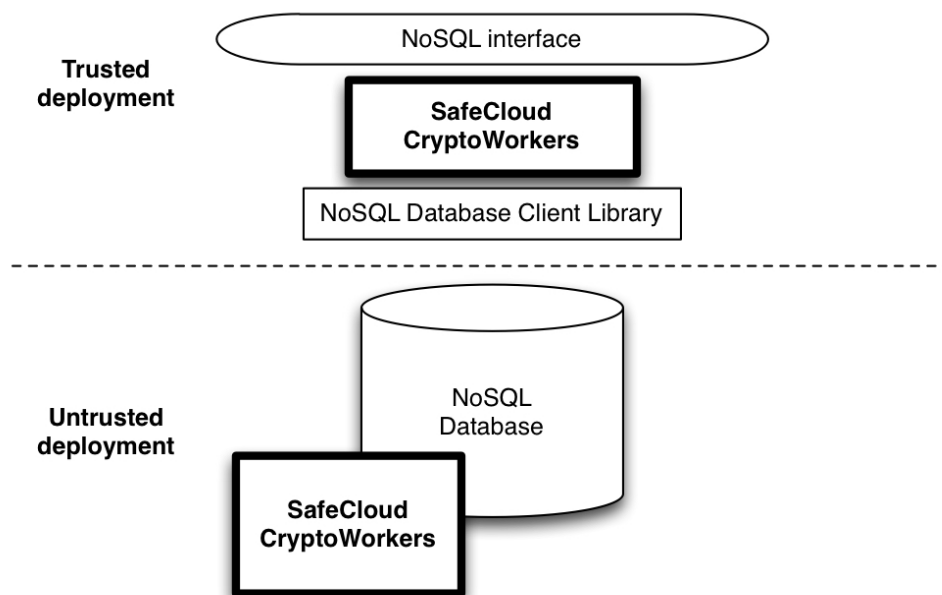 NoSQL interface
Trusted
deployment
SafeCloud
CryptoWorkers
NoSQL Database Client Library
NoSQL
Database
Untrusted
deployment
SafeCloud
CryptoWorkers